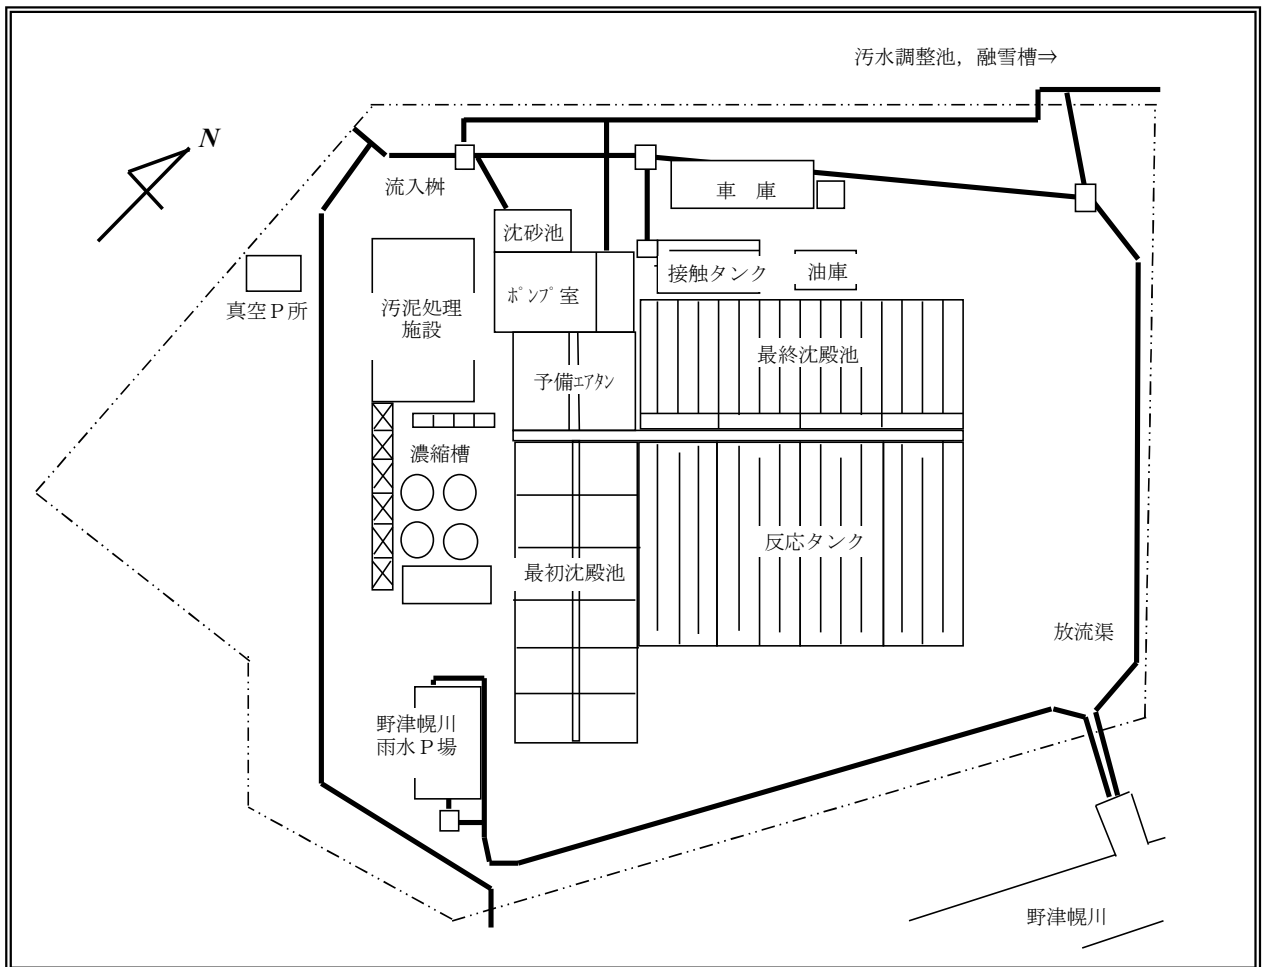 汚水調整池，融雪槽⇒
N
流入桝
車　庫
沈砂池
接触タンク
油庫
ﾎﾟﾝﾌﾟ室
真空Ｐ所
汚泥処理
施設
最終沈殿池
予備ｴｱﾀﾝ
濃縮槽
反応タンク
最初沈殿池
放流渠
野津幌川
雨水Ｐ場
野津幌川